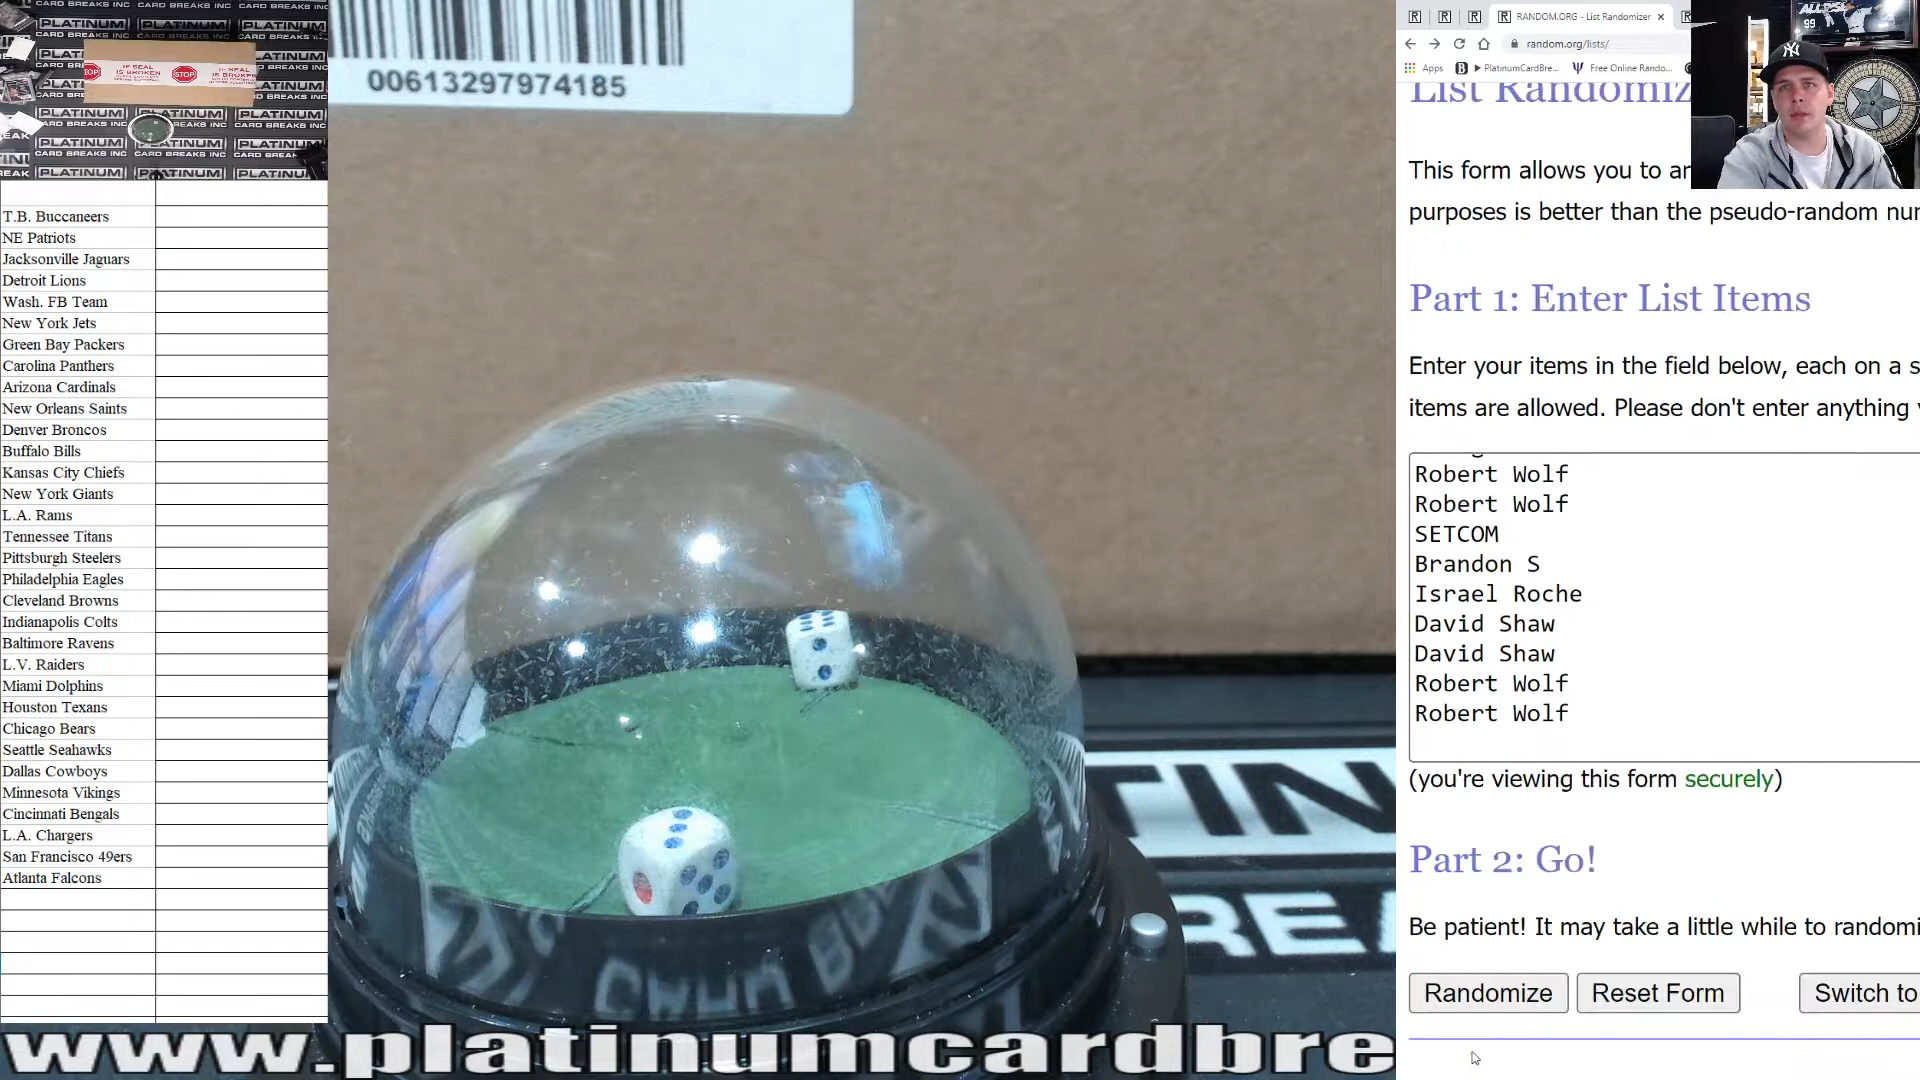 PLATINUM
CARD BREAKS INC
IF SEAL
IS BROKEN
STOP
T.B. Buccaneers
NE Patriots
Jacksonville Jaguars
Detroit Lions
Wash. FB Team
New York Jets
Green Bay Packers
Carolina Panthers
Arizona Cardinals
New Orleans Saints
Denver Broncos
Buffalo Bills
Kansas City Chiefs
New York Giants
L.A. Rams
Tennessee Titans
Pittsburgh Steelers
Philadelphia Eagles
Cleveland Browns
Indianapolis Colts
Baltimore Ravens
L.V. Raiders
Miami Dolphins
Houston Texans
Chicago Bears
Seattle Seahawks
Dallas Cowboys
Minnesota Vikings
Cincinnati Bengals
L.A. Chargers
San Francisco 49ers
Atlanta Falcons
00613297974185
TIN
REA
www.platinumcardbre
RANDOM.ORG - List Randomizer
random.org/lists/
Apps
PlatinumCardBre...
Free Online Rando...
99
List Randomiz
This form allows you to ar
purposes is better than the pseudo-random nur
Part 1: Enter List Items
Enter your items in the field below, each on a s
items are allowed. Please don't enter anything
Robert Wolf
Robert Wolf
SETCOM
Brandon S
Israel Roche
David Shaw
David Shaw
Robert Wolf
Robert Wolf
(you're viewing this form securely)
Part 2: Go!
Be patient! It may take a little while to randomi
Randomize
Reset Form
Switch to